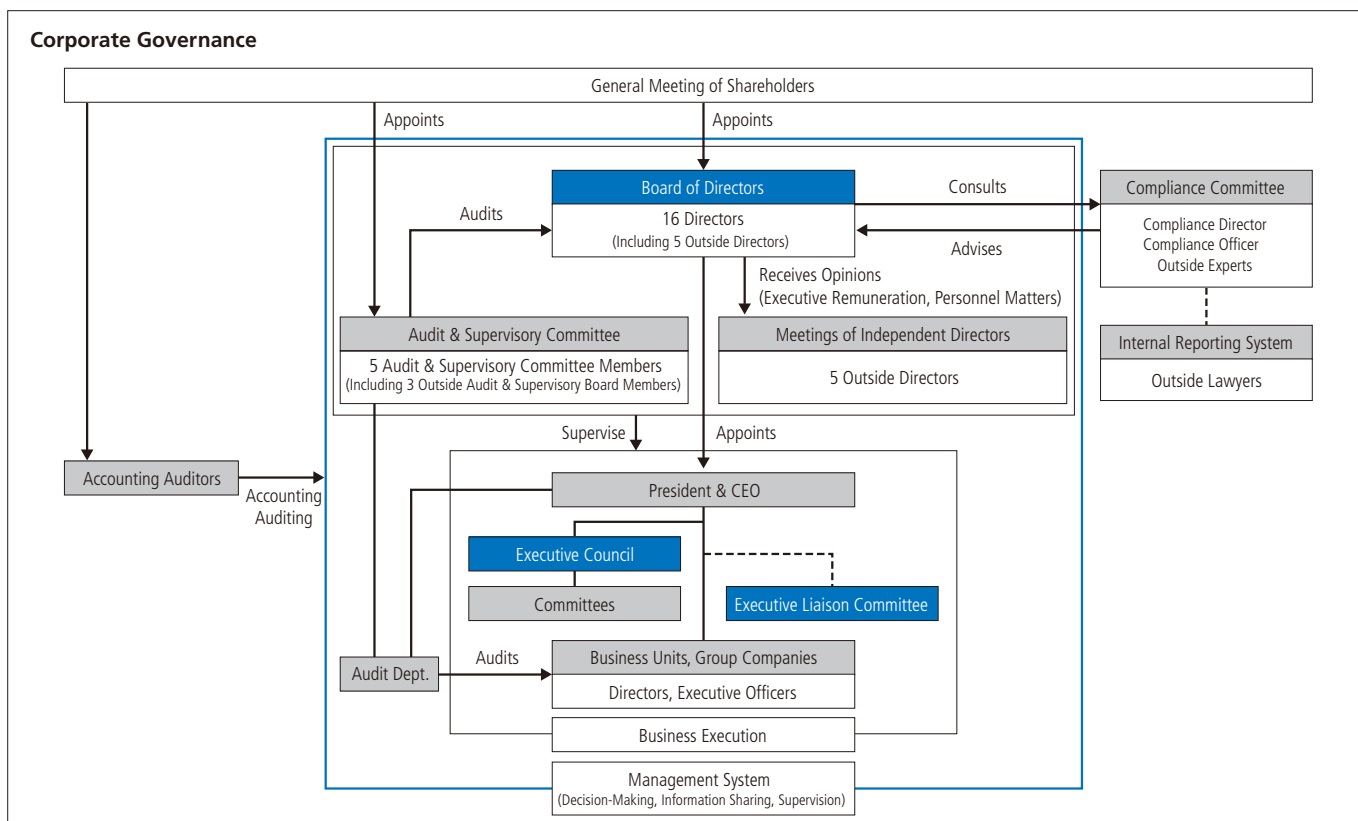 Corporate Governance
General Meeting of Shareholders
Appoints
Appoints
Board of Directors
16 Directors
(Including 5 Outside Directors)
Audits
Consults
Advises
Compliance Committee
Compliance Director
Compliance Officer
Outside Experts
Receives Opinions
(Executive Remuneration, Personnel Matters)
Audit & Supervisory Committee
5 Audit & Supervisory Committee Members
(Including 3 Outside Audit & Supervisory Board Members)
Meetings of Independent Directors
5 Outside Directors
Internal Reporting System
Outside Lawyers
Supervise
Appoints
Accounting Auditors
Accounting
Auditing
President & CEO
Executive Council
Committees
Executive Liaison Committee
Audit Dept.
Audits
Business Units, Group Companies
Directors, Executive Officers
Business Execution
Management System
(Decision-Making, Information Sharing, Supervision)